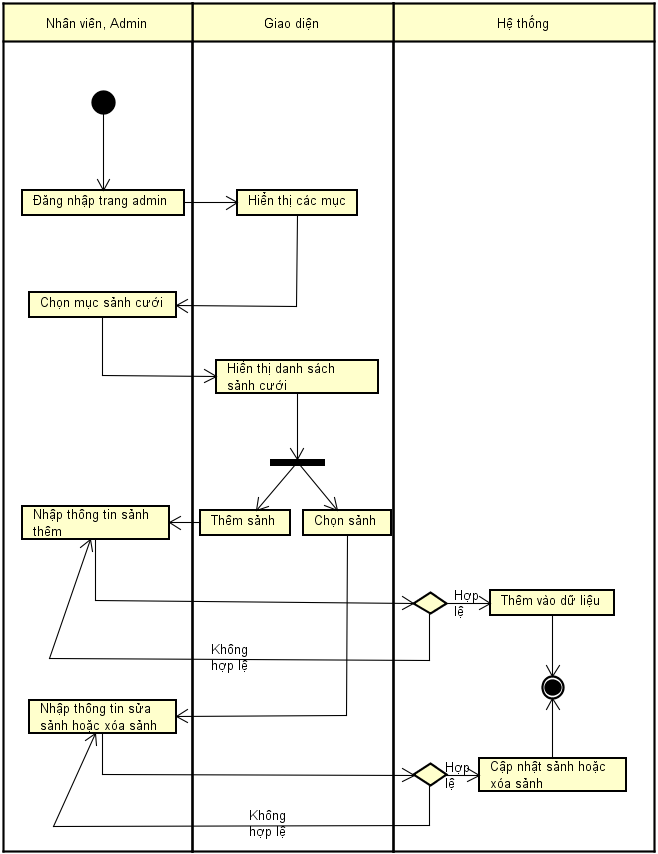 Nhân viên, Admin
Giao diện
Hệ thống
Đăng nhập trang admin
Hiển thị các mục
Chọn mục sảnh cưới
Hiển thị danh sách
sảnh cưới
Nhập thông tin sảnh
thêm
Thêm sảnh
Chọn sảnh
Hợp
lệ
Thêm vào dữ liệu
Không
hợp lệ
Nhập thông tin sửa
sảnh hoặc xóa sảnh
Hợp
lệ
Cập nhật sảnh hoặc
xóa sảnh
Không
hợp lệ